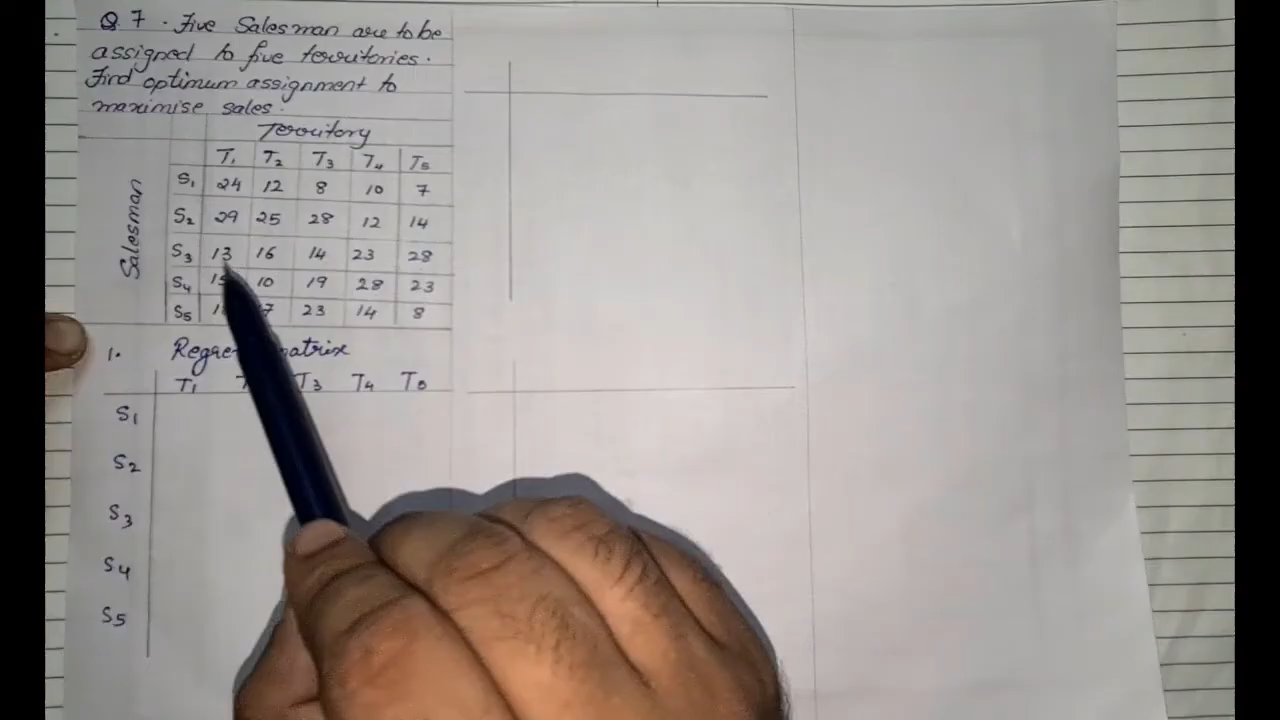 Q.7. Five Salesman are to be
assigned to five territories.
Find optimum assignment to
maximise sales.
Territory
T1 T2 T3 T4 T5
Salesman
S1 24 12 8 10 7
S2 29 25 28 12 14
S3 13 16 14 23 28
S4 10 19 28 23
S5 23 14 8
1. matrix
T1 T3 T4 T5
S1
S2
S3
S4
S5